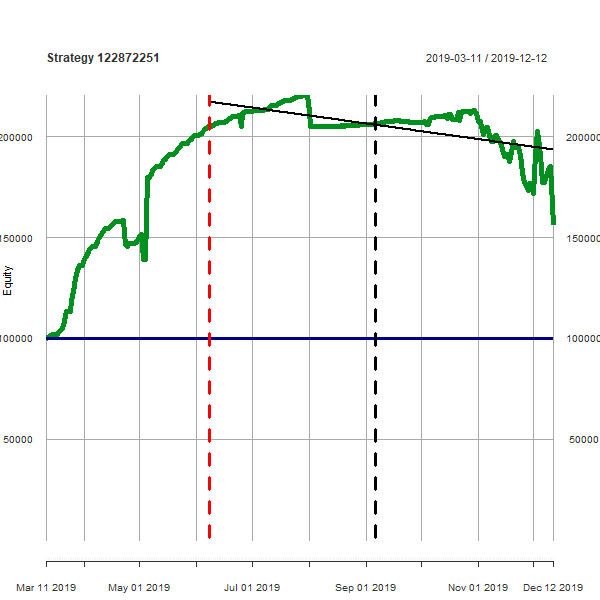 Strategy 122872251
2019-03-11 / 2019-12-12
200000
200000
150000
150000
Equity
100000
100000
50000
50000
Mar 11 2019
May 01 2019
Jul 01 2019
Sep 01 2019
Nov 01 2019
Dec 12 2019